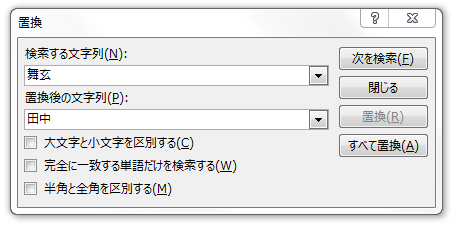 置換
検索する文字列(N):
舞玄
次を検索(F)
閉じる
置換後の文字列(P):
田中
置換(R)
すべて置換(A)
大文字と小文字を区別する(C)
完全に一致する単語だけを検索する(W)
半角と全角を区別する(M)